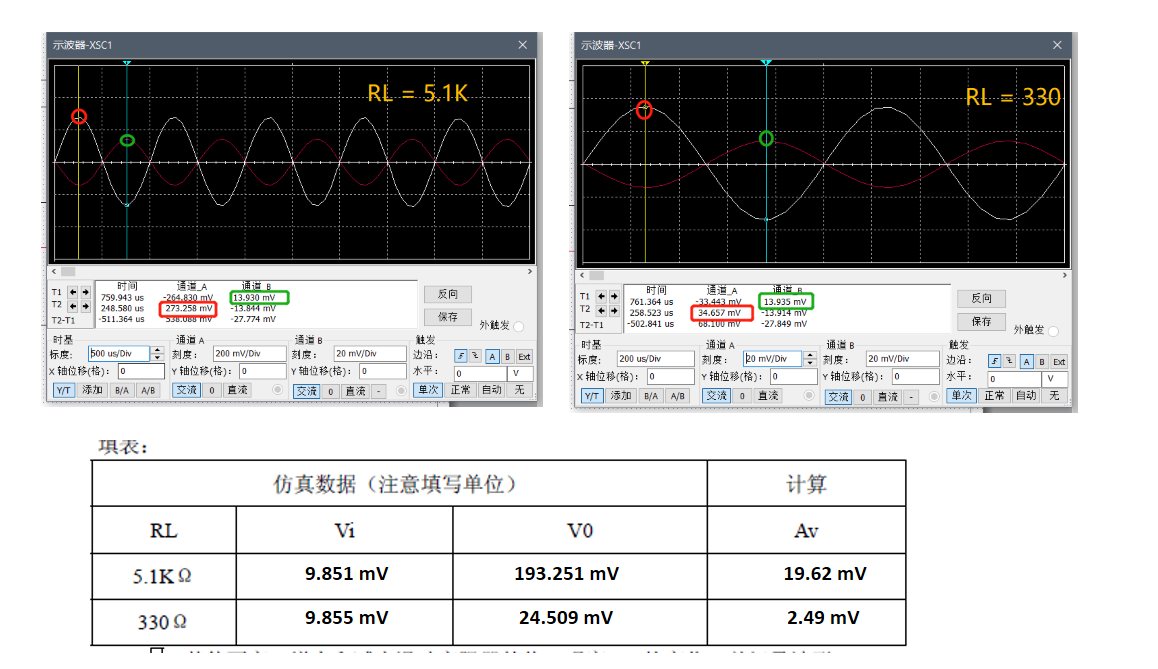 示波器-XSC1
RL = 5.1K
时间 通道_A 通道_B
T1 759.943 us -264.830 mV 13.930 mV
T2 248.580 us 273.258 mV -13.844 mV
T2-T1 -511.364 us 538.088 mV -27.774 mV
反向
保存
外触发
时基
标度: 500 us/Div
X 轴位移(格): 0
Y/T 添加 B/A A/B
通道 A
刻度: 200 mV/Div
Y 轴位移(格): 0
交流 0 直流
通道 B
刻度: 20 mV/Div
Y 轴位移(格): 0
交流 0 直流 -
触发
边沿: A B Ext
水平: 0 V
单次 正常 自动 无
示波器-XSC1
RL = 330
时间 通道_A 通道_B
T1 761.364 us -33.443 mV 13.935 mV
T2 258.523 us 34.657 mV -13.914 mV
T2-T1 -502.841 us 68.100 mV -27.849 mV
反向
保存
外触发
时基
标度: 200 us/Div
X 轴位移(格): 0
Y/T 添加 B/A A/B
通道 A
刻度: 20 mV/Div
Y 轴位移(格): 0
交流 0 直流
通道 B
刻度: 20 mV/Div
Y 轴位移(格): 0
交流 0 直流 -
触发
边沿: A B Ext
水平: 0 V
单次 正常 自动 无
填表:
仿真数据（注意填写单位） 计算
RL Vi V0 Av
5.1KΩ 9.851 mV 193.251 mV 19.62 mV
330Ω 9.855 mV 24.509 mV 2.49 mV